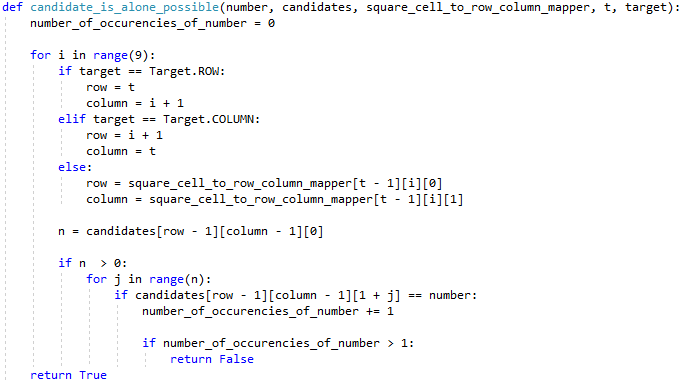 def candidate_is_alone_possible(number, candidates, square_cell_to_row_column_mapper, t, target):
    number_of_occurencies_of_number = 0

    for i in range(9):
        if target == Target.ROW:
            row = t
            column = i + 1
        elif target == Target.COLUMN:
            row = i + 1
            column = t
        else:
            row = square_cell_to_row_column_mapper[t - 1][i][0]
            column = square_cell_to_row_column_mapper[t - 1][i][1]

        n = candidates[row - 1][column - 1][0]

        if n  > 0:
            for j in range(n):
                if candidates[row - 1][column - 1][1 + j] == number:
                    number_of_occurencies_of_number += 1

                    if number_of_occurencies_of_number > 1:
                        return False
    return True